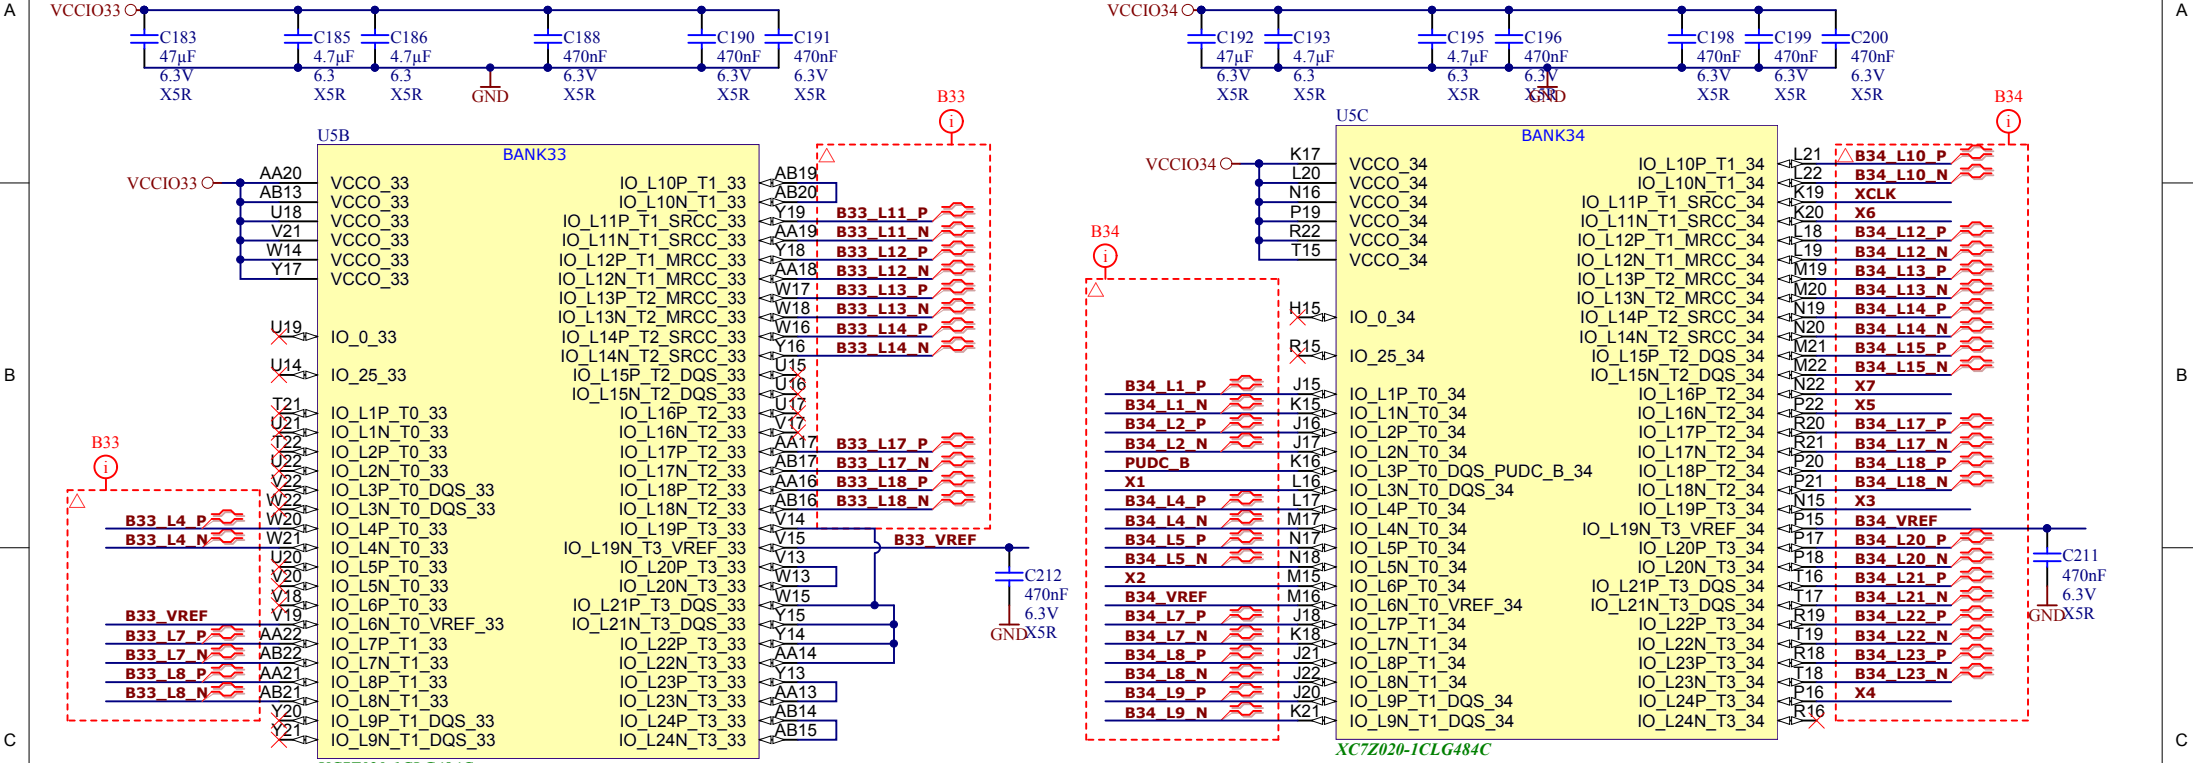 A
VCCIO33
C183
47µF
6.3V
X5R
C185
4.7µF
6.3
X5R
C186
4.7µF
6.3
X5R
GND
C188
470nF
6.3V
X5R
C190
470nF
6.3V
X5R
C191
470nF
6.3V
X5R
VCCIO34
C192
47µF
6.3V
X5R
C193
4.7µF
6.3
X5R
C195
4.7µF
6.3
X5R
C196
470nF
6.3V
X5R
GND
C198
470nF
6.3V
X5R
C199
470nF
6.3V
X5R
C200
470nF
6.3V
X5R
A
B33
i
U5B
BANK33
VCCIO33
AA20 VCCO_33
AB13 VCCO_33
U18 VCCO_33
V21 VCCO_33
W14 VCCO_33
Y17 VCCO_33
U19 IO_0_33
U14 IO_25_33
T21 IO_L1P_T0_33
U21 IO_L1N_T0_33
T22 IO_L2P_T0_33
U22 IO_L2N_T0_33
V22 IO_L3P_T0_DQS_33
W22 IO_L3N_T0_DQS_33
B33_L4_P W20 IO_L4P_T0_33
B33_L4_N W21 IO_L4N_T0_33
U20 IO_L5P_T0_33
V20 IO_L5N_T0_33
V18 IO_L6P_T0_33
B33_VREF V19 IO_L6N_T0_VREF_33
B33_L7_P AA22 IO_L7P_T1_33
B33_L7_N AB22 IO_L7N_T1_33
B33_L8_P AA21 IO_L8P_T1_33
B33_L8_N AB21 IO_L8N_T1_33
Y20 IO_L9P_T1_DQS_33
Y21 IO_L9N_T1_DQS_33
B33
i
B
C
IO_L10P_T1_33 AB19
IO_L10N_T1_33 AB20
IO_L11P_T1_SRCC_33 Y19 B33_L11_P
IO_L11N_T1_SRCC_33 AA19 B33_L11_N
IO_L12P_T1_MRCC_33 Y18 B33_L12_P
IO_L12N_T1_MRCC_33 AA18 B33_L12_N
IO_L13P_T2_MRCC_33 W17 B33_L13_P
IO_L13N_T2_MRCC_33 W18 B33_L13_N
IO_L14P_T2_SRCC_33 W16 B33_L14_P
IO_L14N_T2_SRCC_33 Y16 B33_L14_N
IO_L15P_T2_DQS_33 U15
IO_L15N_T2_DQS_33 U16
IO_L16P_T2_33 U17
IO_L16N_T2_33 V17
IO_L17P_T2_33 AA17 B33_L17_P
IO_L17N_T2_33 AB17 B33_L17_N
IO_L18P_T2_33 AA16 B33_L18_P
IO_L18N_T2_33 AB16 B33_L18_N
IO_L19P_T3_33 V14
IO_L19N_T3_VREF_33 V15 B33_VREF
IO_L20P_T3_33 V13
IO_L20N_T3_33 W13
IO_L21P_T3_DQS_33 W15
IO_L21N_T3_DQS_33 Y15
IO_L22P_T3_33 Y14
IO_L22N_T3_33 AA14
IO_L23P_T3_33 Y13
IO_L23N_T3_33 AA13
IO_L24P_T3_33 AB14
IO_L24N_T3_33 AB15
C212
470nF
6.3V
X5R
GND
B34
i
U5C
BANK34
VCCIO34
K17 VCCO_34
L20 VCCO_34
N16 VCCO_34
P19 VCCO_34
R22 VCCO_34
T15 VCCO_34
B34
i
H15 IO_0_34
R15 IO_25_34
B34_L1_P J15 IO_L1P_T0_34
B34_L1_N K15 IO_L1N_T0_34
B34_L2_P J16 IO_L2P_T0_34
B34_L2_N J17 IO_L2N_T0_34
PUDC_B K16 IO_L3P_T0_DQS_PUDC_B_34
X1 L16 IO_L3N_T0_DQS_34
B34_L4_P L17 IO_L4P_T0_34
B34_L4_N M17 IO_L4N_T0_34
B34_L5_P N17 IO_L5P_T0_34
B34_L5_N N18 IO_L5N_T0_34
X2 M15 IO_L6P_T0_34
B34_VREF M16 IO_L6N_T0_VREF_34
B34_L7_P J18 IO_L7P_T1_34
B34_L7_N K18 IO_L7N_T1_34
B34_L8_P J21 IO_L8P_T1_34
B34_L8_N J22 IO_L8N_T1_34
B34_L9_P J20 IO_L9P_T1_DQS_34
B34_L9_N K21 IO_L9N_T1_DQS_34
XC7Z020-1CLG484C
IO_L10P_T1_34 L21 B34_L10_P
IO_L10N_T1_34 L22 B34_L10_N
IO_L11P_T1_SRCC_34 K19 XCLK
IO_L11N_T1_SRCC_34 K20 X6
IO_L12P_T1_MRCC_34 L18 B34_L12_P
IO_L12N_T1_MRCC_34 L19 B34_L12_N
IO_L13P_T2_MRCC_34 M19 B34_L13_P
IO_L13N_T2_MRCC_34 M20 B34_L13_N
IO_L14P_T2_SRCC_34 N19 B34_L14_P
IO_L14N_T2_SRCC_34 N20 B34_L14_N
IO_L15P_T2_DQS_34 M21 B34_L15_P
IO_L15N_T2_DQS_34 M22 B34_L15_N
IO_L16P_T2_34 N22 X7
IO_L16N_T2_34 P22 X5
IO_L17P_T2_34 R20 B34_L17_P
IO_L17N_T2_34 R21 B34_L17_N
IO_L18P_T2_34 P20 B34_L18_P
IO_L18N_T2_34 P21 B34_L18_N
IO_L19P_T3_34 N15 X3
IO_L19N_T3_VREF_34 P15 B34_VREF
IO_L20P_T3_34 P17 B34_L20_P
IO_L20N_T3_34 P18 B34_L20_N
IO_L21P_T3_DQS_34 T16 B34_L21_P
IO_L21N_T3_DQS_34 T17 B34_L21_N
IO_L22P_T3_34 R19 B34_L22_P
IO_L22N_T3_34 T19 B34_L22_N
IO_L23P_T3_34 R18 B34_L23_P
IO_L23N_T3_34 T18 B34_L23_N
IO_L24P_T3_34 P16 X4
IO_L24N_T3_34 R16
C211
470nF
6.3V
X5R
GND
B
C